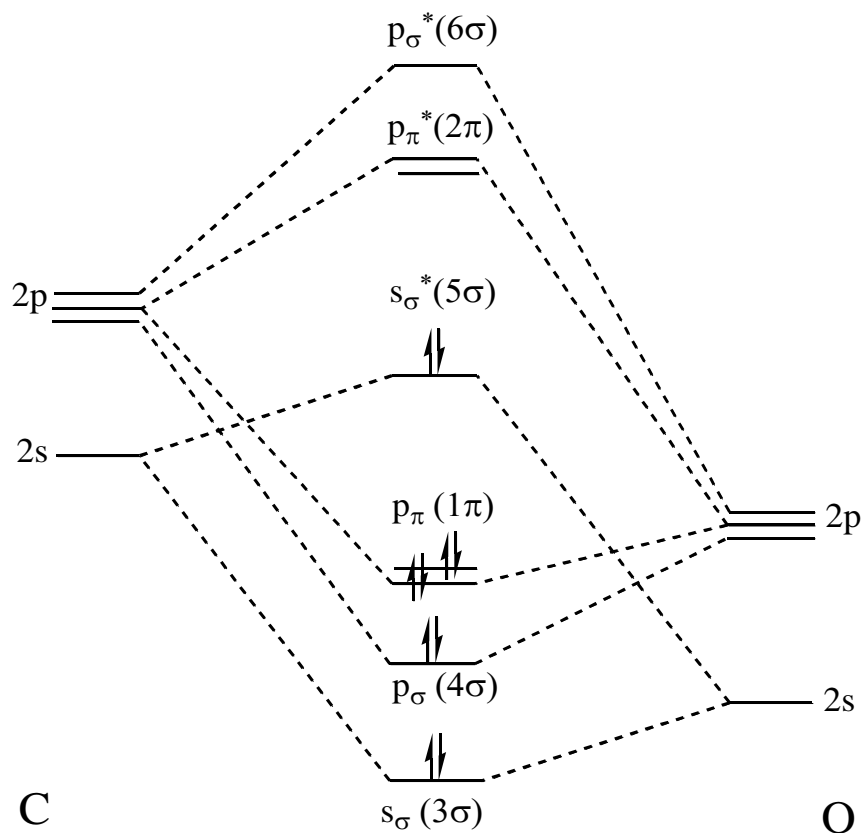 pσ*(6σ)
pπ*(2π)
2p
sσ*(5σ)
2s
pπ (1π)
2p
pσ (4σ)
2s
sσ (3σ)
C
O